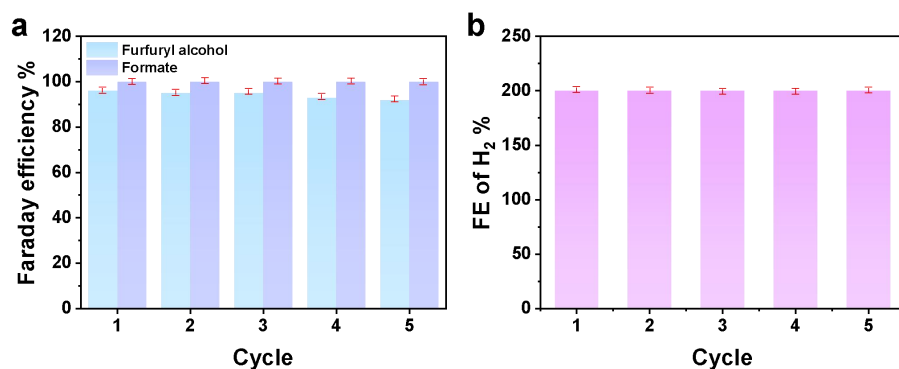 a
Faraday efficiency %
120
100
80
60
40
20
0
Furfuryl alcohol
Formate
1 2 3 4 5
Cycle
b
FE of H₂ %
250
200
150
100
50
0
1 2 3 4 5
Cycle